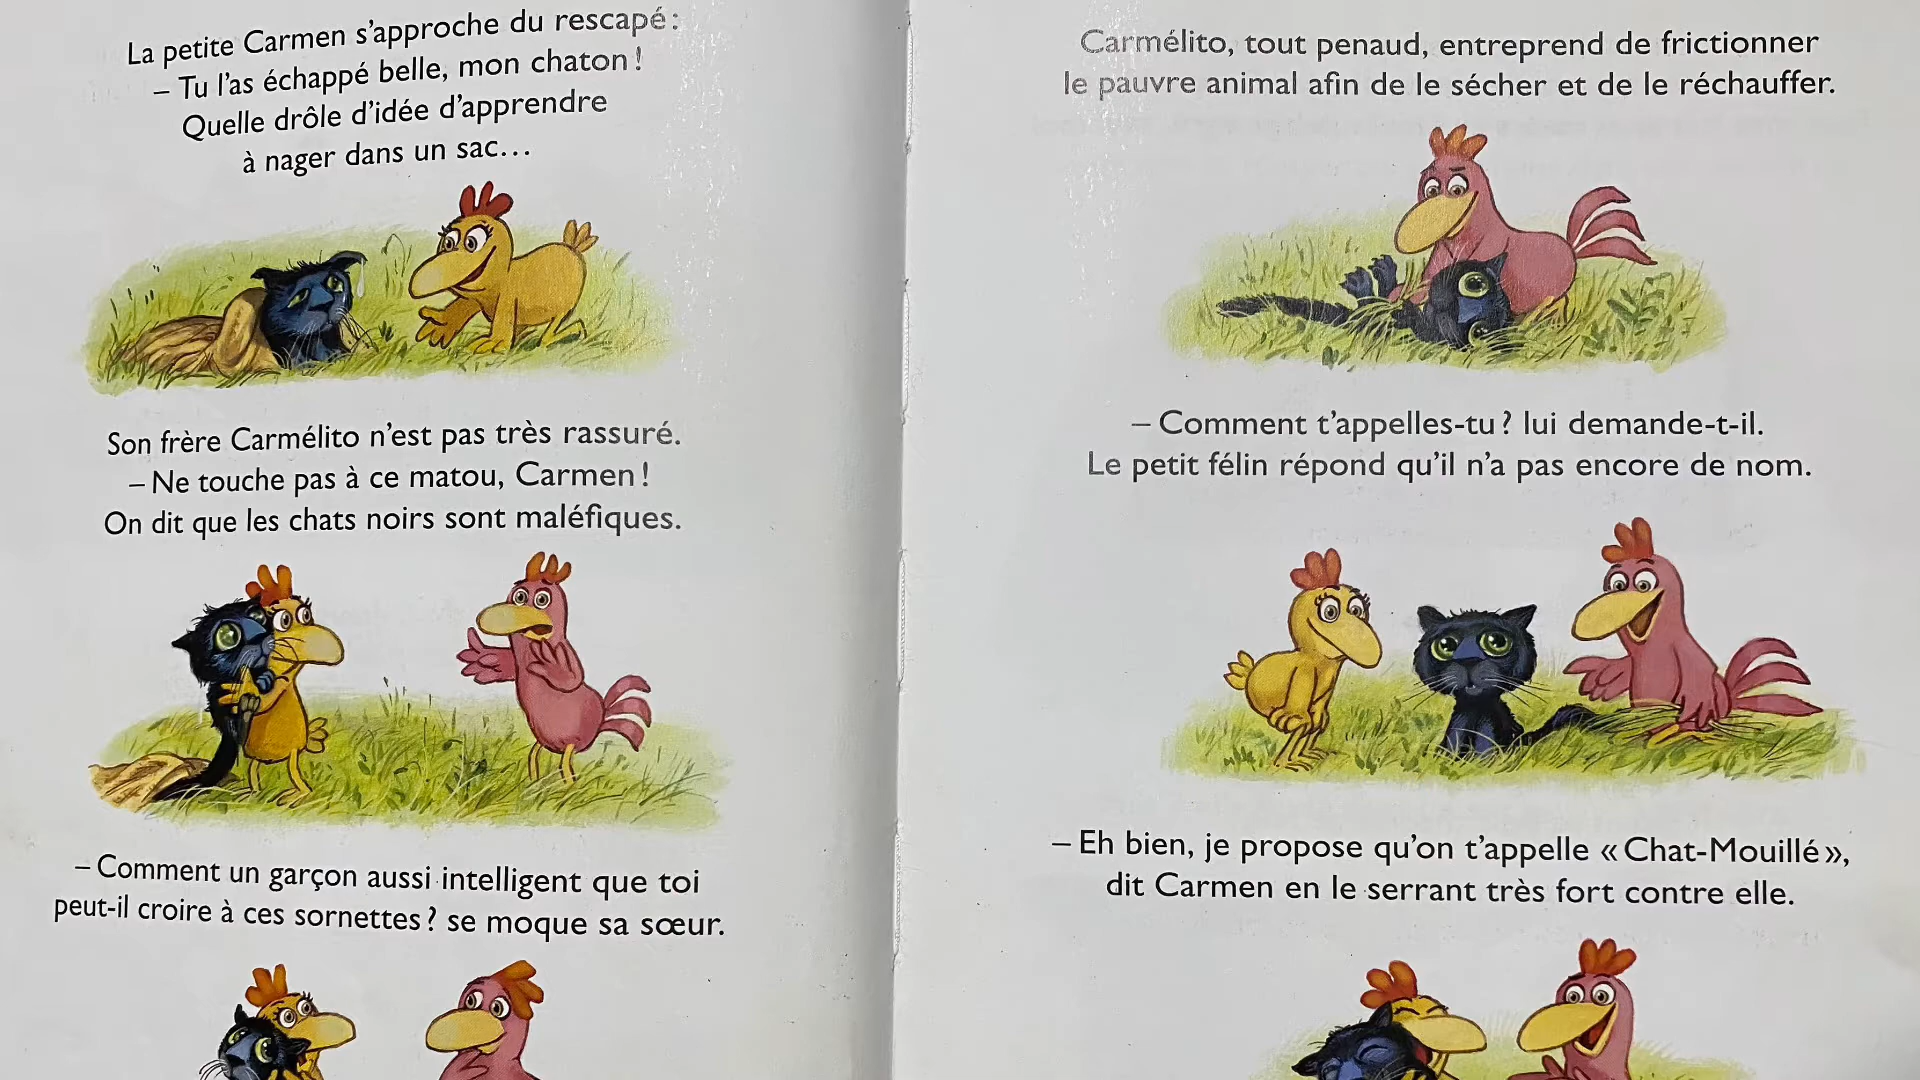 La petite Carmen s'approche du rescapé :
– Tu l'as échappé belle, mon chaton !
Quelle drôle d'idée d'apprendre
à nager dans un sac…
Son frère Carmélito n'est pas très rassuré.
– Ne touche pas à ce matou, Carmen !
On dit que les chats noirs sont maléfiques.
– Comment un garçon aussi intelligent que toi
peut-il croire à ces sornettes ? se moque sa sœur.
Carmélito, tout penaud, entreprend de frictionner
le pauvre animal afin de le sécher et de le réchauffer.
– Comment t'appelles-tu ? lui demande-t-il.
Le petit félin répond qu'il n'a pas encore de nom.
– Eh bien, je propose qu'on t'appelle « Chat-Mouillé »,
dit Carmen en le serrant très fort contre elle.